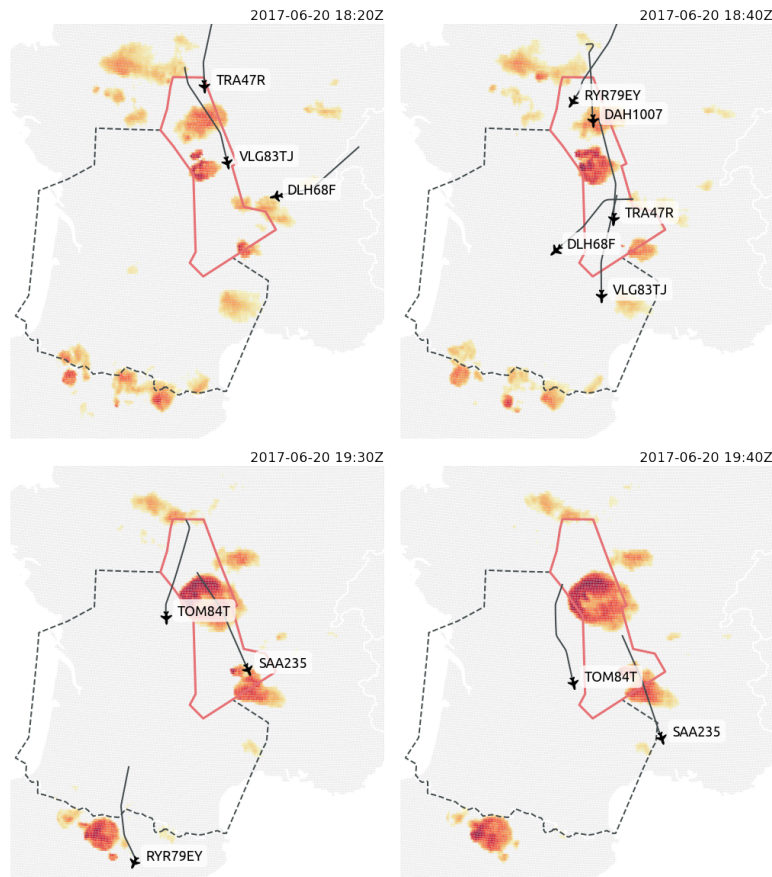 2017-06-20 18:20Z
TRA47R
VLG83TJ
DLH68F
2017-06-20 18:40Z
RYR79EY
DAH1007
TRA47R
DLH68F
VLG83TJ
2017-06-20 19:30Z
TOM84T
SAA235
RYR79EY
2017-06-20 19:40Z
TOM84T
SAA235